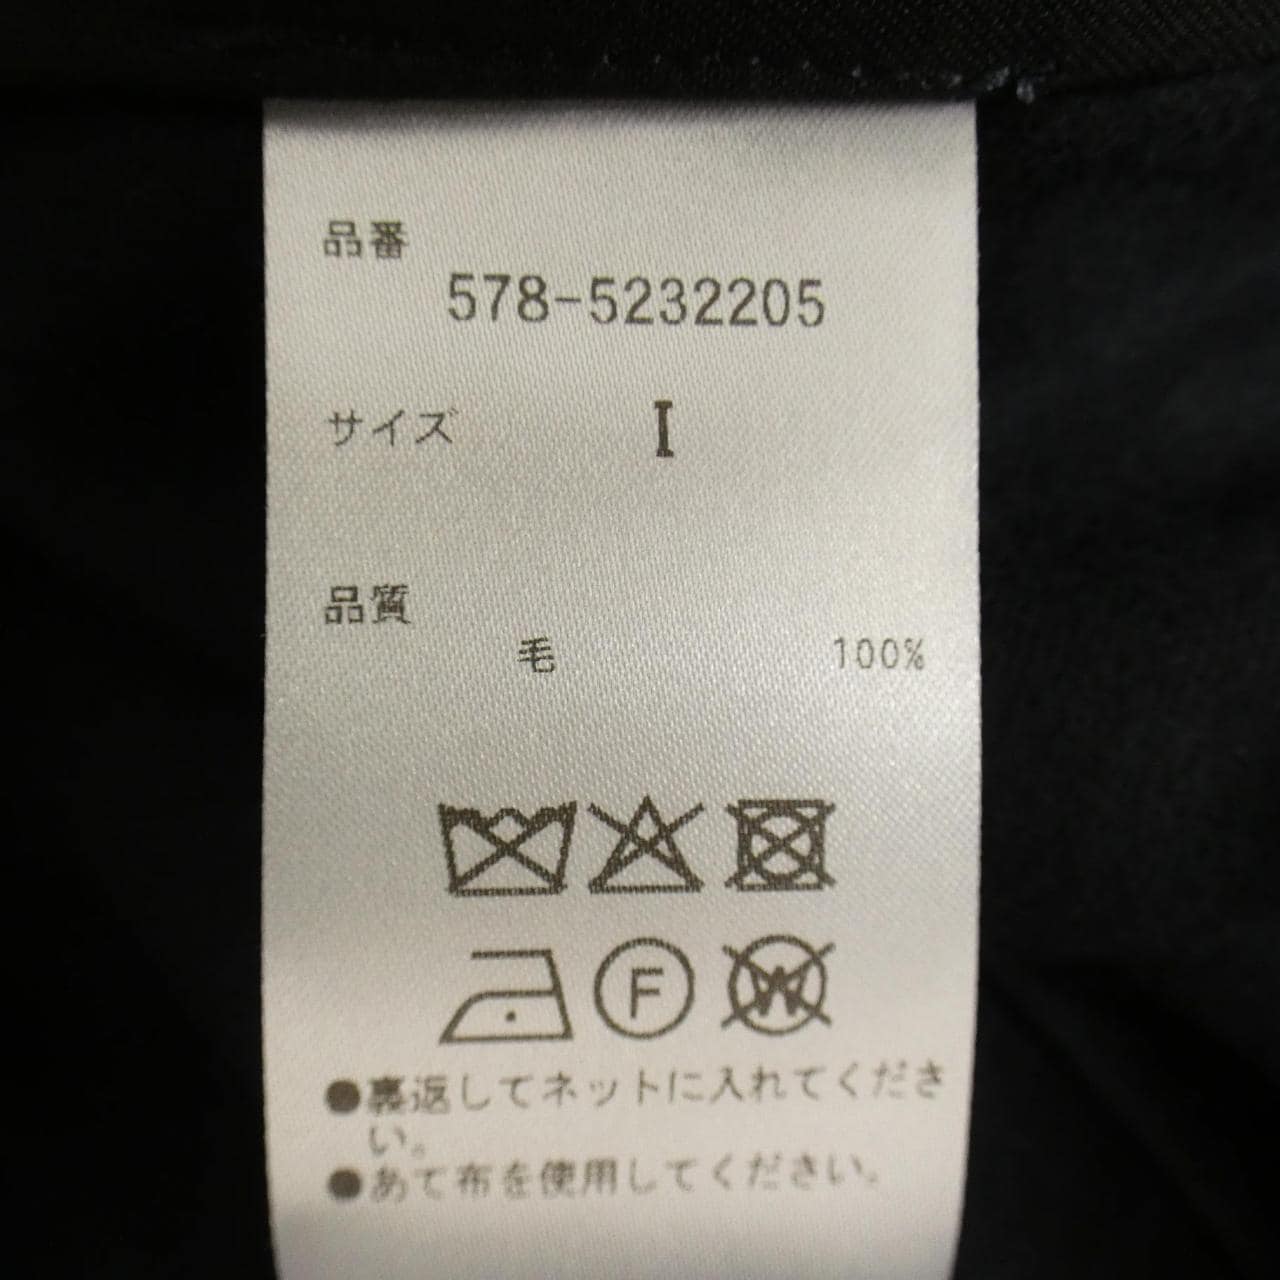 品番
578-5232205
サイズ I
品質
毛 100%
F
W
●裏返してネットに入れてくださ
い。
●あて布を使用してください。